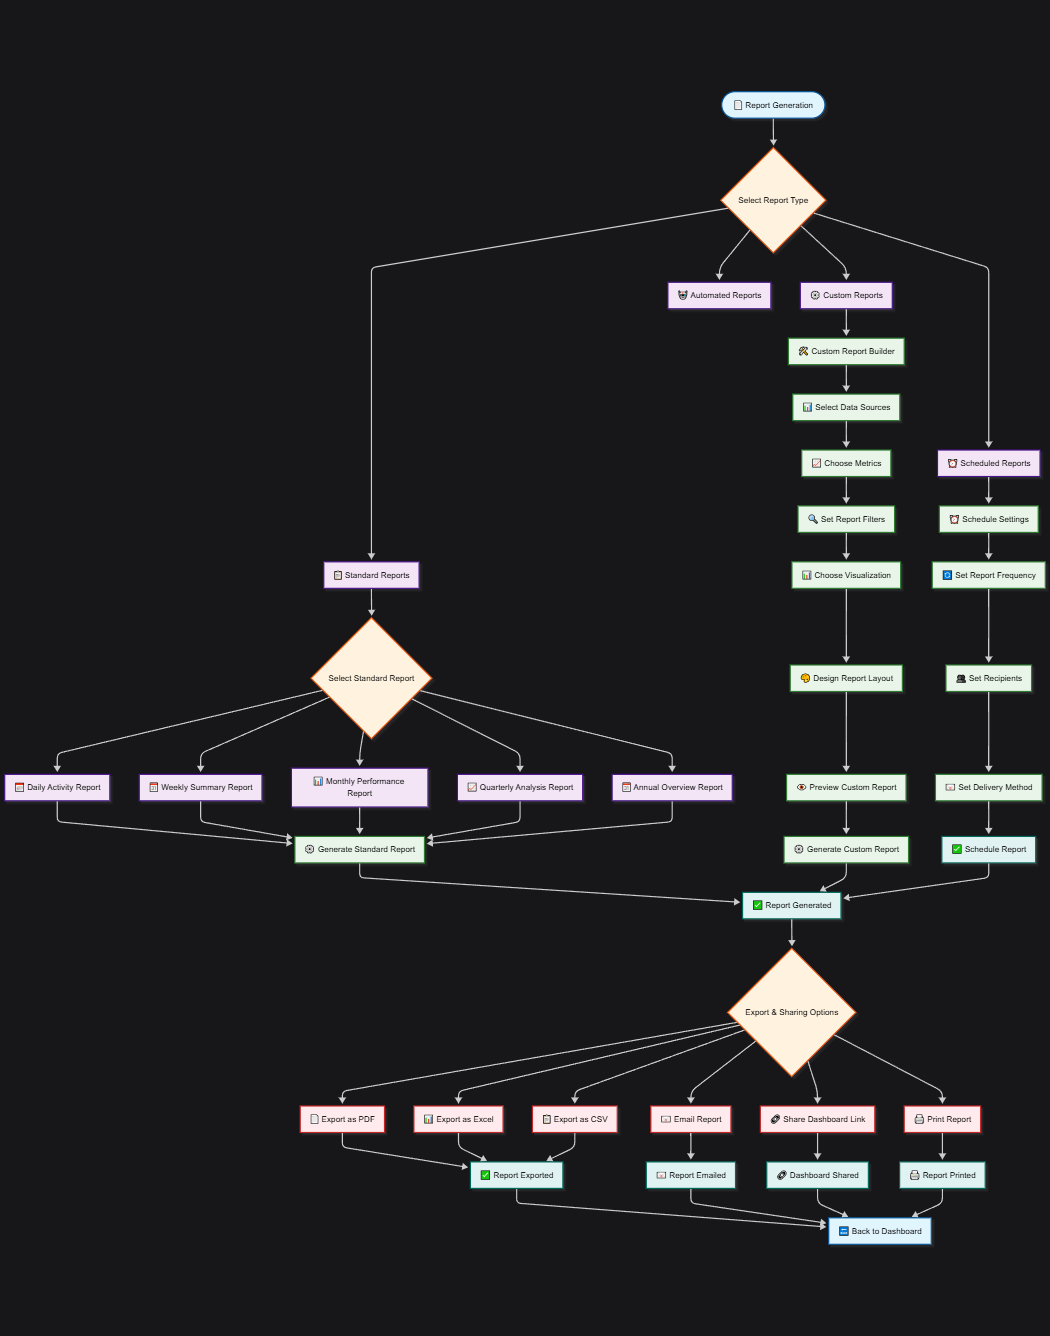 Report Generation
Select Report Type
Automated Reports
Custom Reports
Custom Report Builder
Select Data Sources
Choose Metrics
Scheduled Reports
Set Report Filters
Schedule Settings
Standard Reports
Choose Visualization
Set Report Frequency
Select Standard Report
Design Report Layout
Set Recipients
Daily Activity Report
Weekly Summary Report
Monthly Performance
Report
Quarterly Analysis Report
Annual Overview Report
Preview Custom Report
Set Delivery Method
Generate Standard Report
Generate Custom Report
Schedule Report
Report Generated
Export & Sharing Options
Export as PDF
Export as Excel
Export as CSV
Email Report
Share Dashboard Link
Print Report
Report Exported
Report Emailed
Dashboard Shared
Report Printed
Back to Dashboard